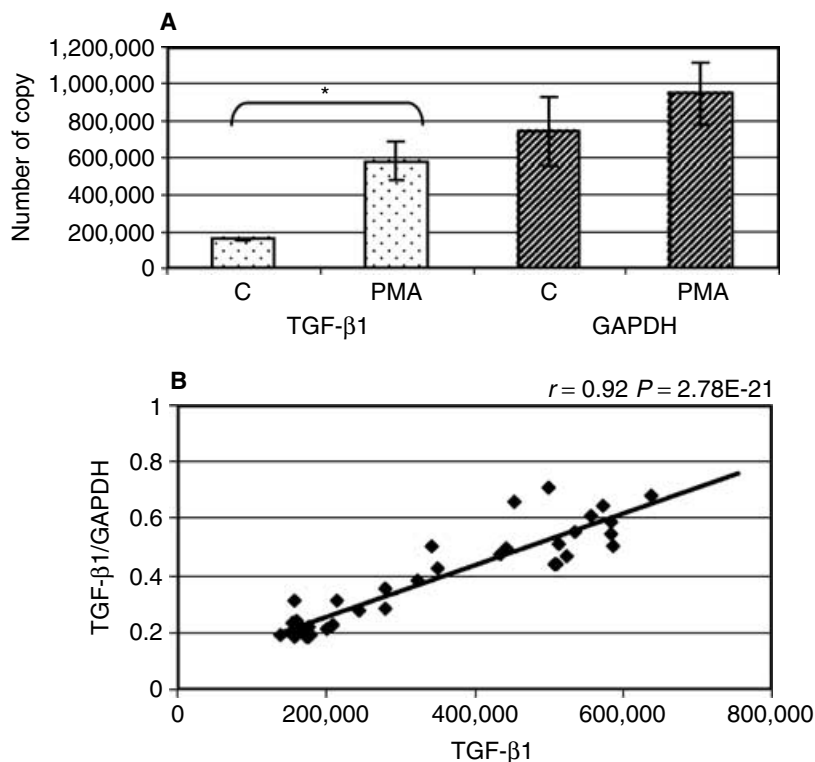 A
Number of copy
1,200,000
1,000,000
800,000
600,000
400,000
200,000
0
*
C PMA C PMA
TGF-β1 GAPDH
B
r = 0.92 P = 2.78E-21
TGF-β1/GAPDH
1
0.8
0.6
0.4
0.2
0
0 200,000 400,000 600,000 800,000
TGF-β1